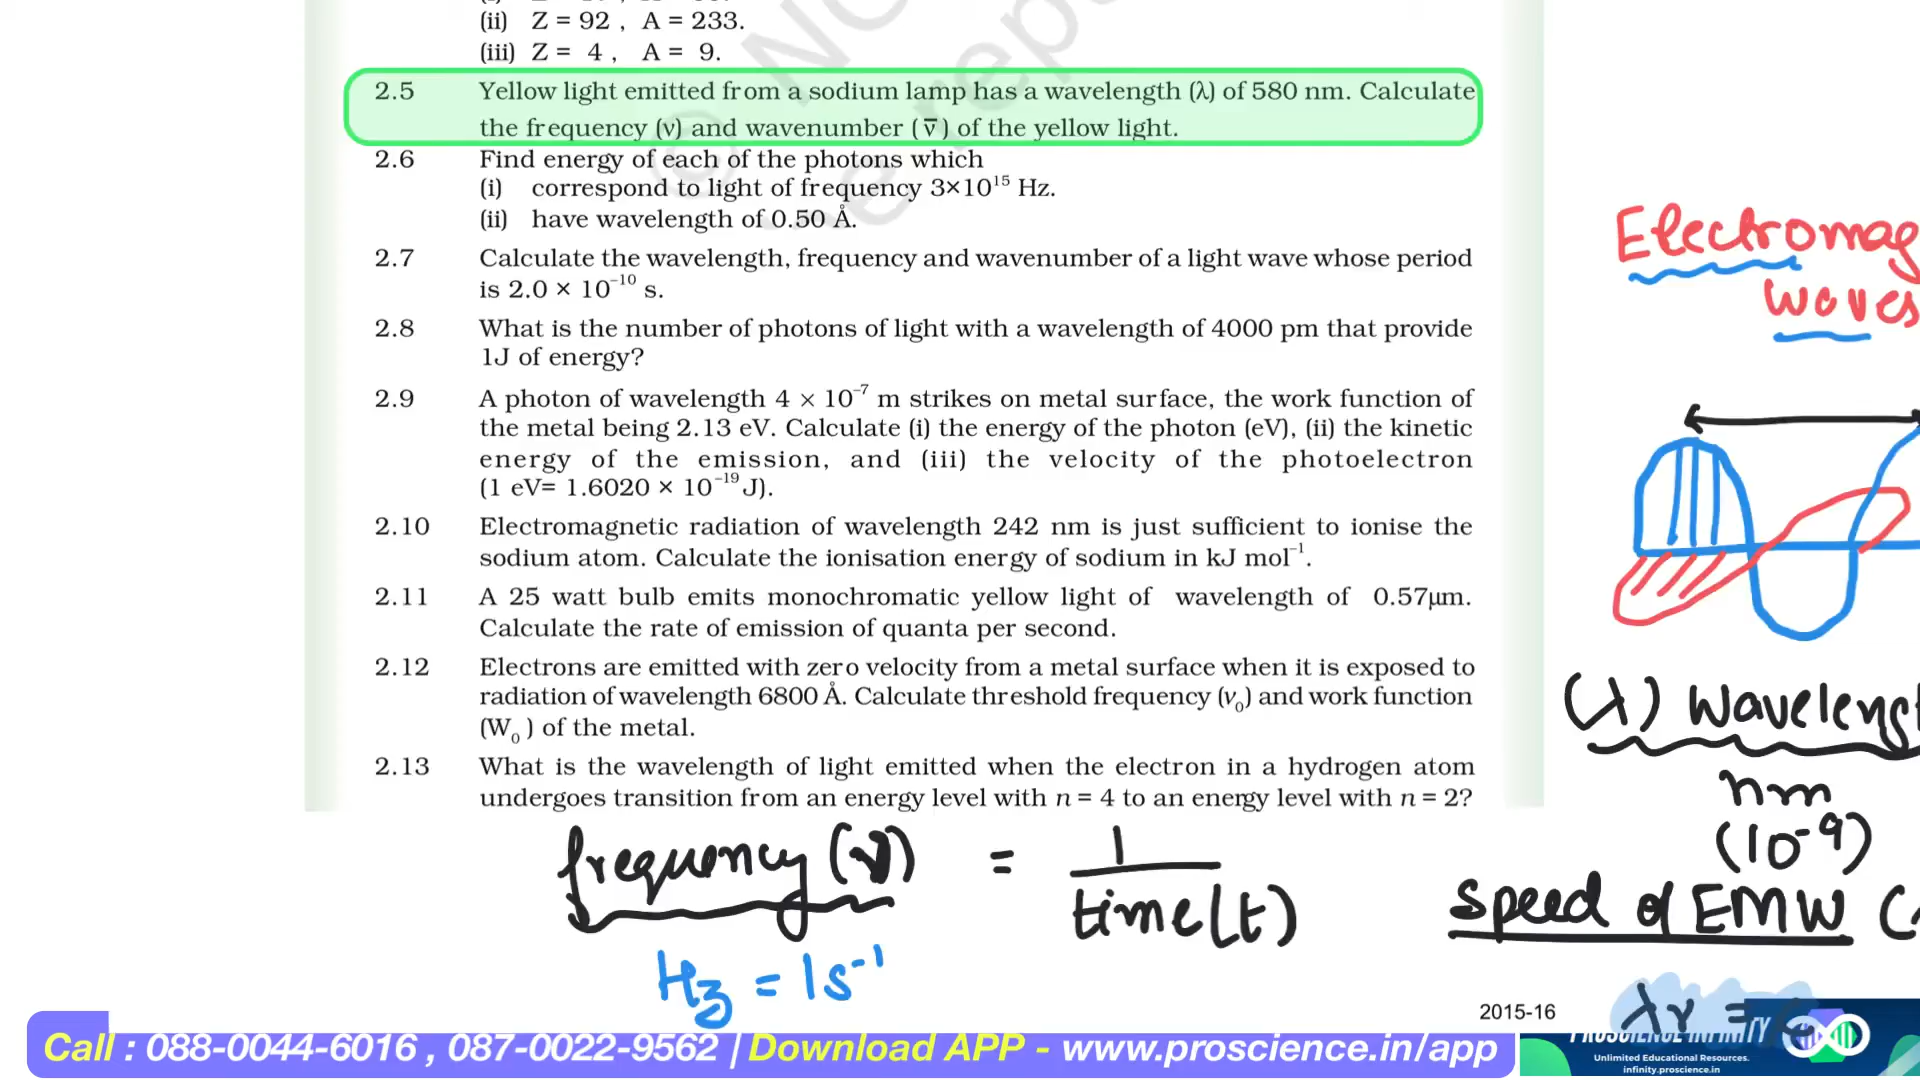 (ii) Z = 92 , A = 233.
(iii) Z = 4 , A = 9.
2.5 Yellow light emitted from a sodium lamp has a wavelength (λ) of 580 nm. Calculate
the frequency (ν) and wavenumber (ν̅) of the yellow light.
2.6 Find energy of each of the photons which
(i) correspond to light of frequency 3×10¹⁵ Hz.
(ii) have wavelength of 0.50 Å.
2.7 Calculate the wavelength, frequency and wavenumber of a light wave whose period
is 2.0 × 10⁻¹⁰ s.
2.8 What is the number of photons of light with a wavelength of 4000 pm that provide
1J of energy?
2.9 A photon of wavelength 4 × 10⁻⁷ m strikes on metal surface, the work function of
the metal being 2.13 eV. Calculate (i) the energy of the photon (eV), (ii) the kinetic
energy of the emission, and (iii) the velocity of the photoelectron
(1 eV= 1.6020 × 10⁻¹⁹ J).
2.10 Electromagnetic radiation of wavelength 242 nm is just sufficient to ionise the
sodium atom. Calculate the ionisation energy of sodium in kJ mol⁻¹.
2.11 A 25 watt bulb emits monochromatic yellow light of wavelength of 0.57μm.
Calculate the rate of emission of quanta per second.
2.12 Electrons are emitted with zero velocity from a metal surface when it is exposed to
radiation of wavelength 6800 Å. Calculate threshold frequency (ν₀) and work function
(W₀ ) of the metal.
2.13 What is the wavelength of light emitted when the electron in a hydrogen atom
undergoes transition from an energy level with n = 4 to an energy level with n = 2?
Electromag
waves
(λ) Waveleng
nm
(10⁻⁹)
frequency (ν) = 1
time(t)
Hz = 1s⁻¹
speed of EMW (
λν =
2015-16
Call : 088-0044-6016 , 087-0022-9562 | Download APP - www.proscience.in/app
PROSCIENCE INFINITY
Unlimited Educational Resources.
infinity.proscience.in